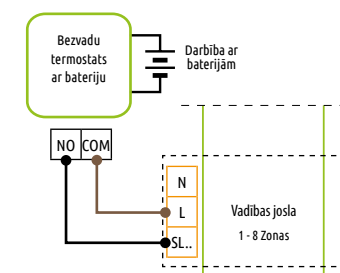 Bezvadu
termostats
ar bateriju
Darbība ar
baterijām
NO COM
N
L
SL..
Vadības josla
1 - 8 Zonas